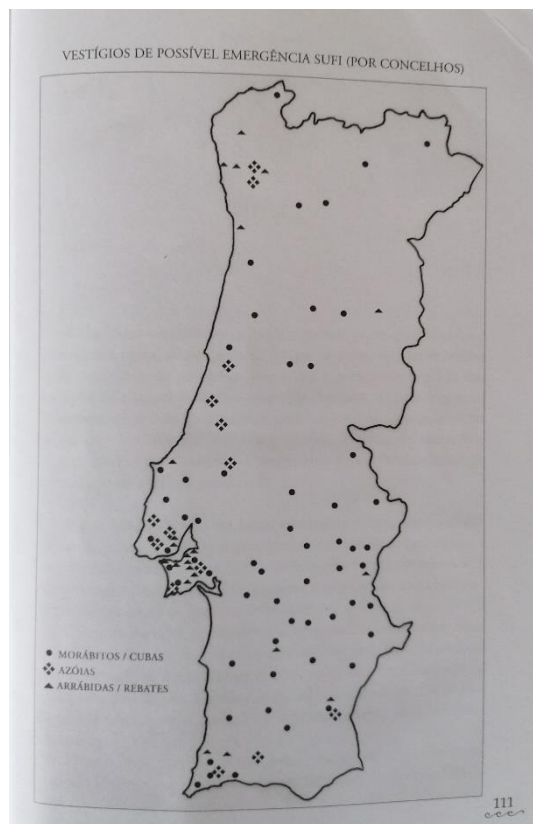 VESTÍGIOS DE POSSÍVEL EMERGÊNCIA SUFI (POR CONCELHOS)
MORÁBITOS / CUBAS
AZÓIAS
ARRÁBIDAS / REBATES
111